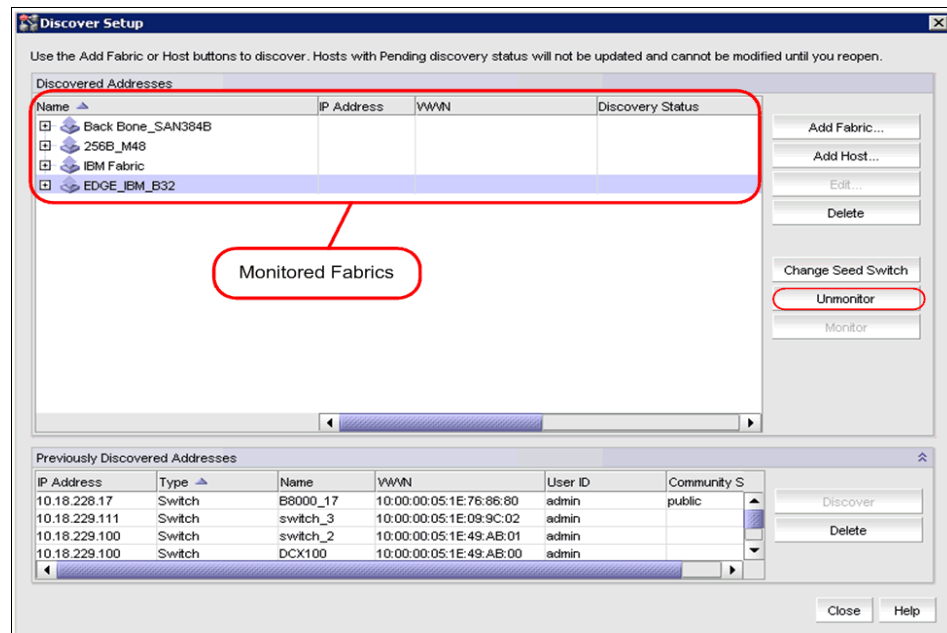 Discover Setup
Use the Add Fabric or Host buttons to discover. Hosts with Pending discovery status will not be updated and cannot be modified until you reopen.
Discovered Addresses
Name IP Address WWN Discovery Status
Back Bone_SAN384B
256B_M48
IBM Fabric
EDGE_IBM_B32
Monitored Fabrics
Add Fabric...
Add Host...
Edit...
Delete
Change Seed Switch
Unmonitor
Monitor
Previously Discovered Addresses
IP Address Type Name WWN User ID Community S
10.18.228.17 Switch B8000_17 10:00:00:05:1E:76:86:80 admin public
10.18.229.111 Switch switch_3 10:00:00:05:1E:09:9C:02 admin
10.18.229.100 Switch switch_2 10:00:00:05:1E:49:AB:01 admin
10.18.229.100 Switch DCX100 10:00:00:05:1E:49:AB:00 admin
Discover
Delete
Close Help